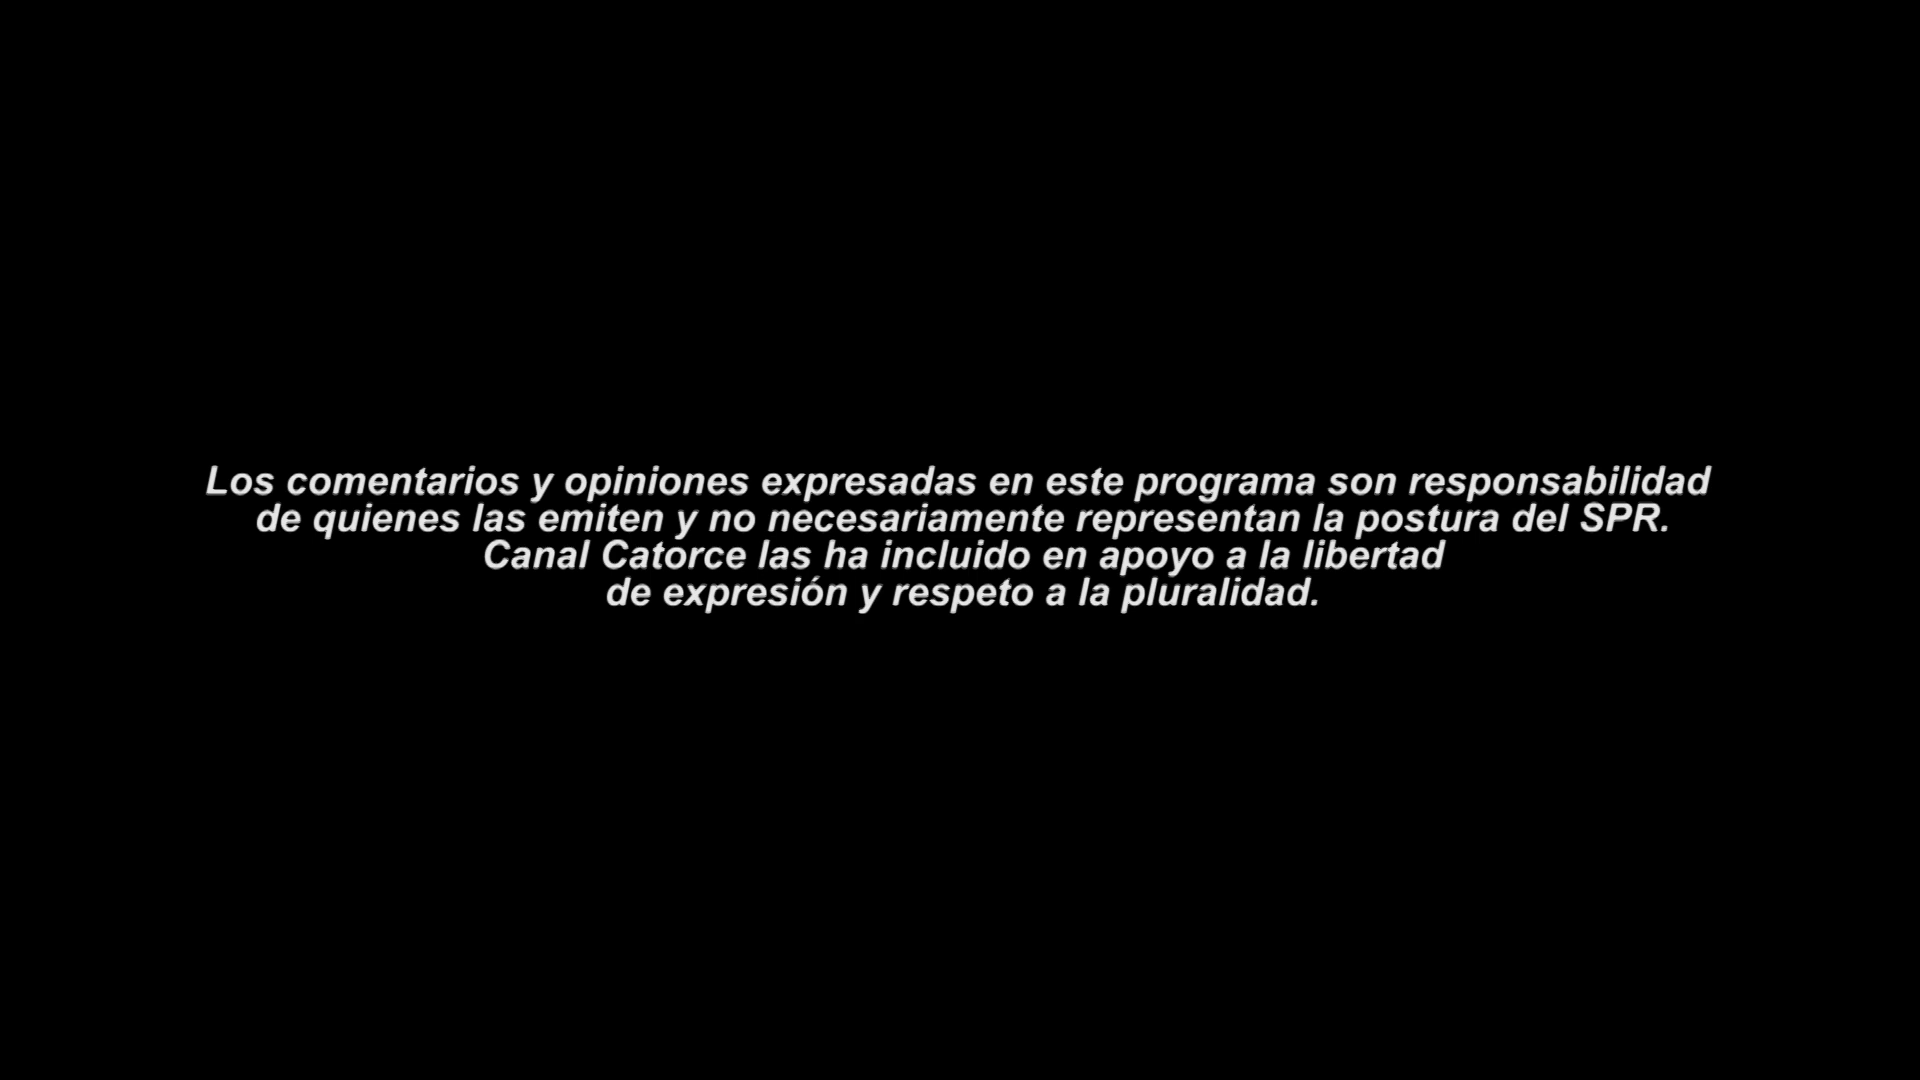 Los comentarios y opiniones expresadas en este programa son responsabilidad
de quienes las emiten y no necesariamente representan la postura del SPR.
Canal Catorce las ha incluido en apoyo a la libertad
de expresión y respeto a la pluralidad.